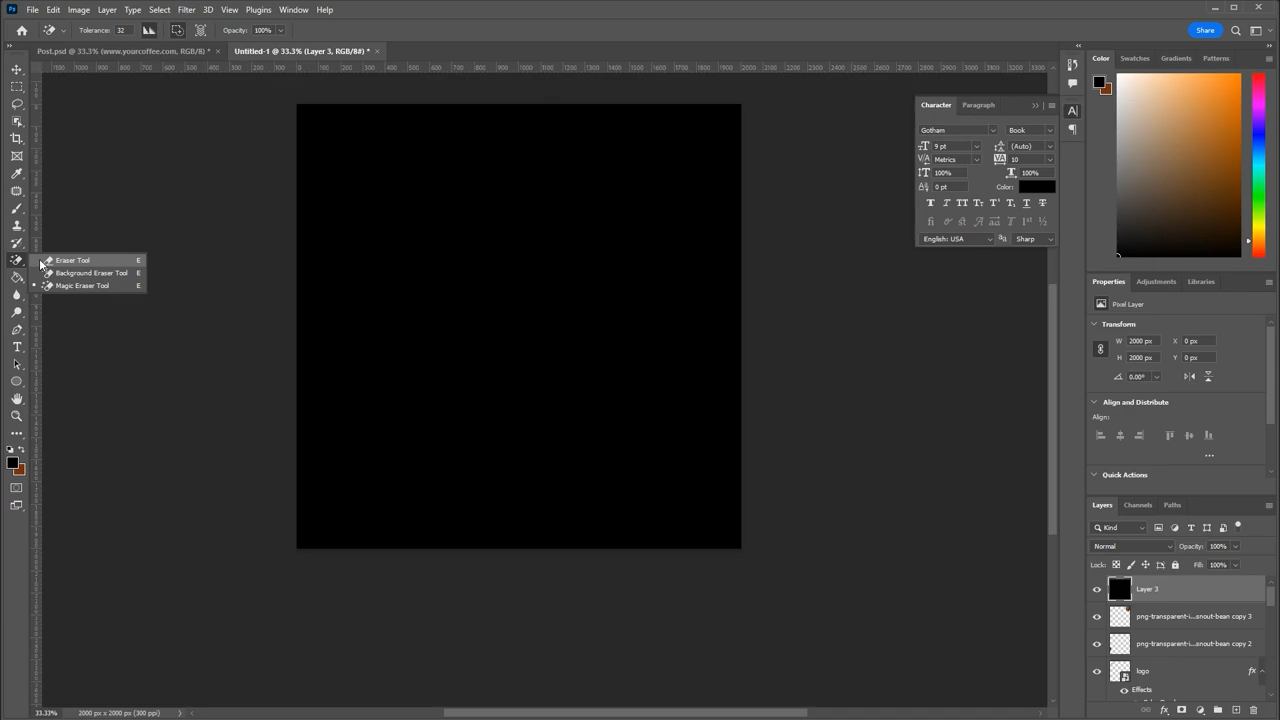 File Edit Image Layer Type Select Filter 3D View Plugins Window Help
Tolerance: 32 Opacity: 100% Share
Post.psd @ 33.3% (www.yourcoffee.com, RGB/8) * × Untitled-1 @ 33.3% (Layer 3, RGB/8#) * ×
Color Swatches Gradients Patterns
Character Paragraph
Gotham Book
9 pt (Auto)
Metrics 10
100% 100%
0 pt Color:
English: USA Sharp
Eraser Tool E
Background Eraser Tool E
Magic Eraser Tool E
Properties Adjustments Libraries
Pixel Layer
Transform
W 2000 px X 0 px
H 2000 px Y 0 px
0.00°
Align and Distribute
Align:
Quick Actions
Layers Channels Paths
Kind
Normal Opacity: 100%
Lock: Fill: 100%
Layer 3
png-transparent-i...snout-bean copy 3
png-transparent-i...snout-bean copy 2
logo fx
Effects
33.33% 2000 px x 2000 px (300 ppi)